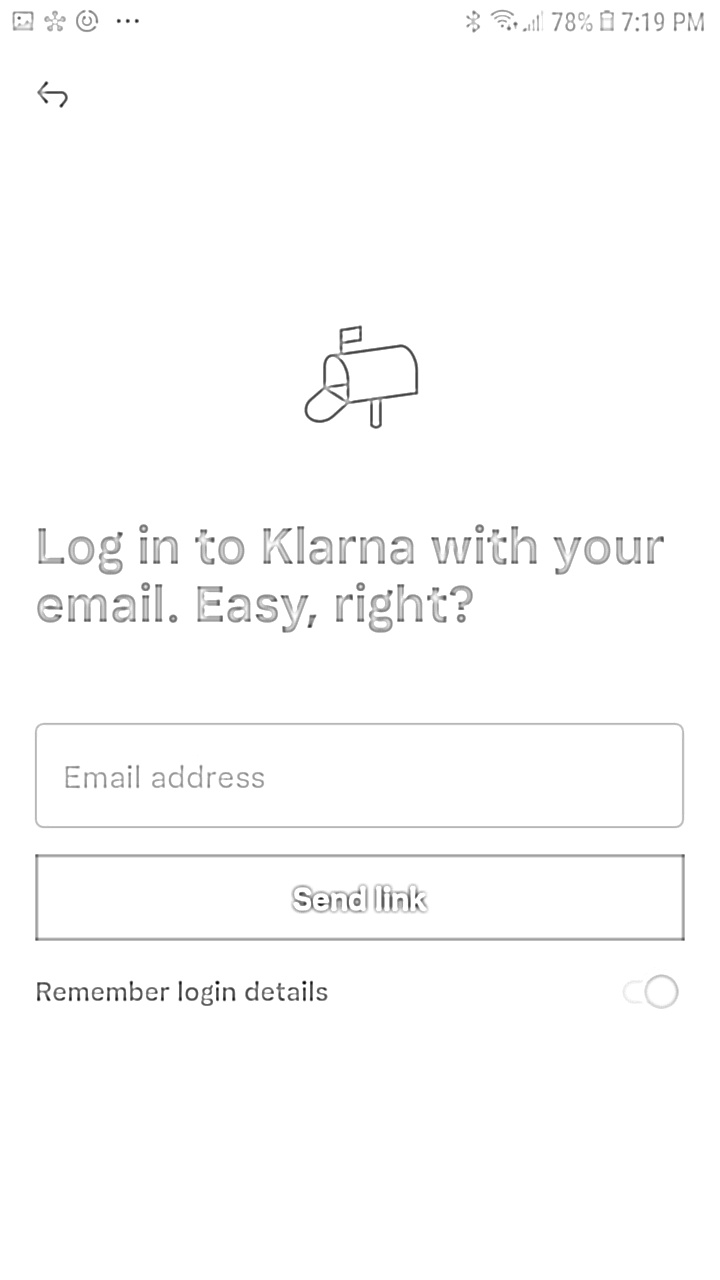 78% 7:19 PM
Log in to Klarna with your
email. Easy, right?
Email address
Send link
Remember login details